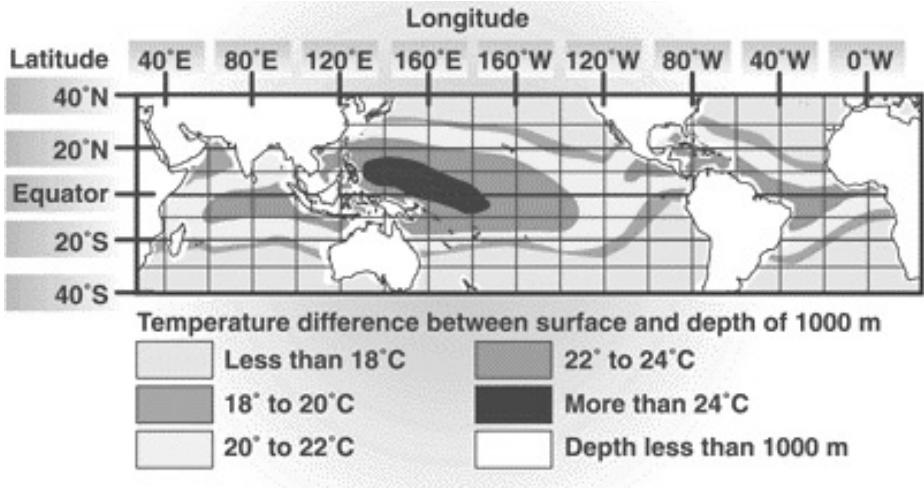 Longitude
Latitude 40°E 80°E 120°E 160°E 160°W 120°W 80°W 40°W 0°W
40°N
20°N
Equator
20°S
40°S
Temperature difference between surface and depth of 1000 m
Less than 18°C 22° to 24°C
18° to 20°C More than 24°C
20° to 22°C Depth less than 1000 m